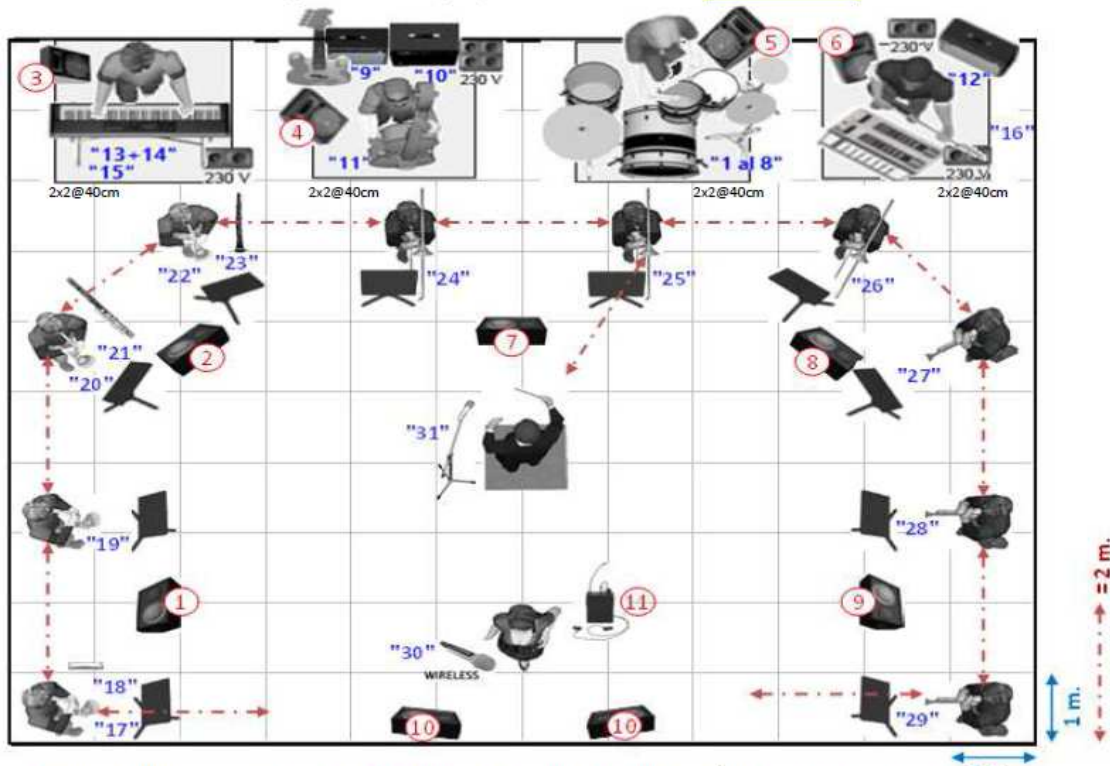 3
"9"
"10"
230 V
5
6
-230 V
"12"
4
"13+14"
"15"
230 V
"11"
"1 al 8"
"16"
230 V
2x2@40cm
2x2@40cm
2x2@40cm
2x2@40cm
"22"
"23"
"24"
"25"
"26"
"21"
"20"
2
7
8
"27"
"31"
"19"
"28"
1
11
9
"30"
WIRELESS
"18"
"17"
10
10
"29"
1 m.
=2 m.